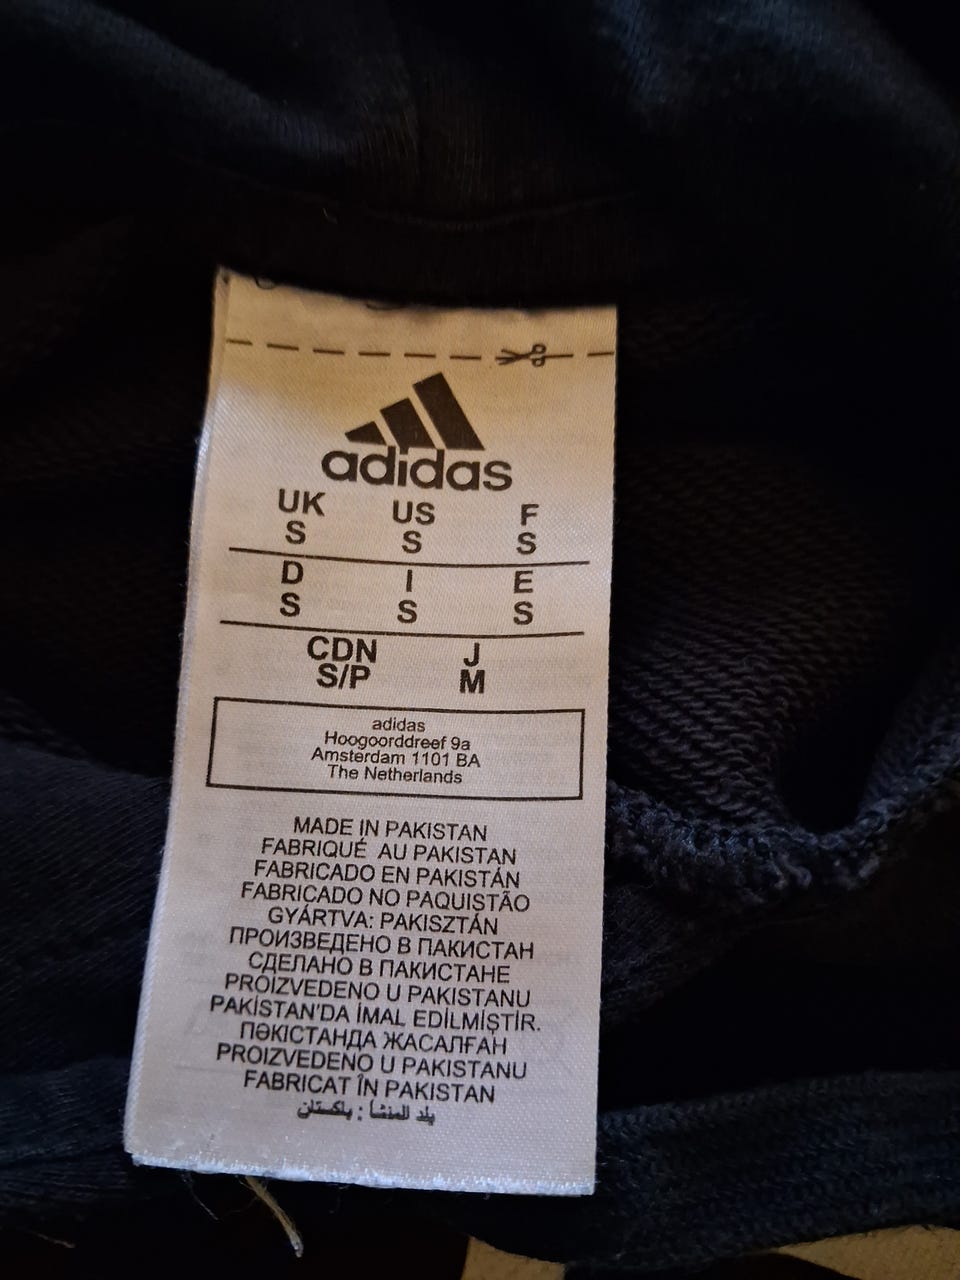 adidas
UK US F
S S S
D I E
S S S
CDN J
S/P M
adidas
Hoogoorddreef 9a
Amsterdam 1101 BA
The Netherlands
MADE IN PAKISTAN
FABRIQUÉ AU PAKISTAN
FABRICADO EN PAKISTÁN
FABRICADO NO PAQUISTÃO
GYÁRTVA: PAKISZTÁN
ПРОИЗВЕДЕНО В ПАКИСТАН
СДЕЛАНО В ПАКИСТАНЕ
PROIZVEDENO U PAKISTANU
PAKİSTAN'DA İMAL EDİLMİŞTİR.
ПӘКІСТАНДА ЖАСАЛҒАН
PROIZVEDENO U PAKISTANU
FABRICAT ÎN PAKISTAN
بلد المنشأ : باكستان